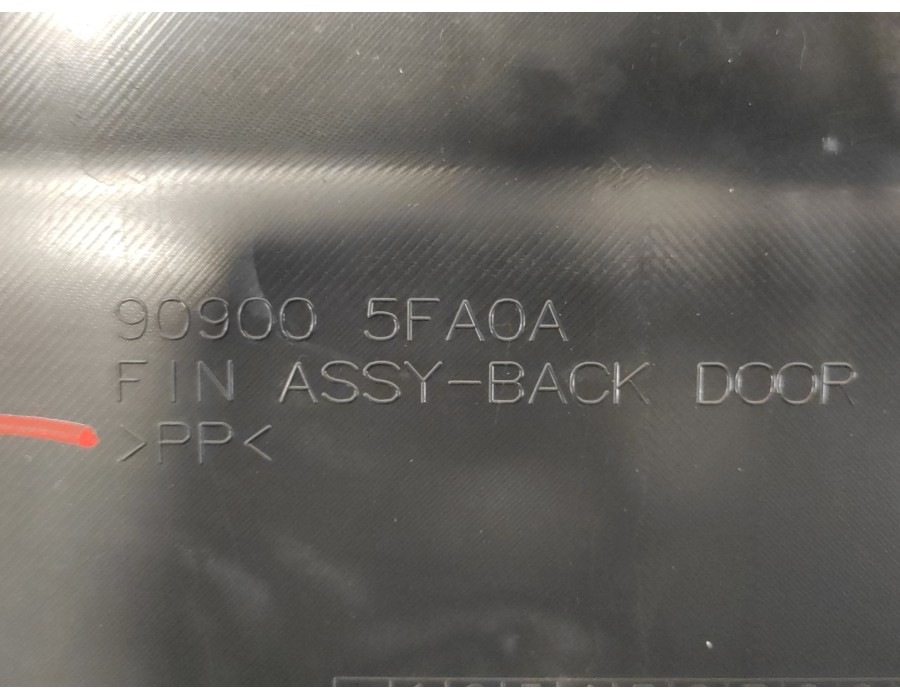 90900 5FA0A
FIN ASSY-BACK DOOR
>PP<